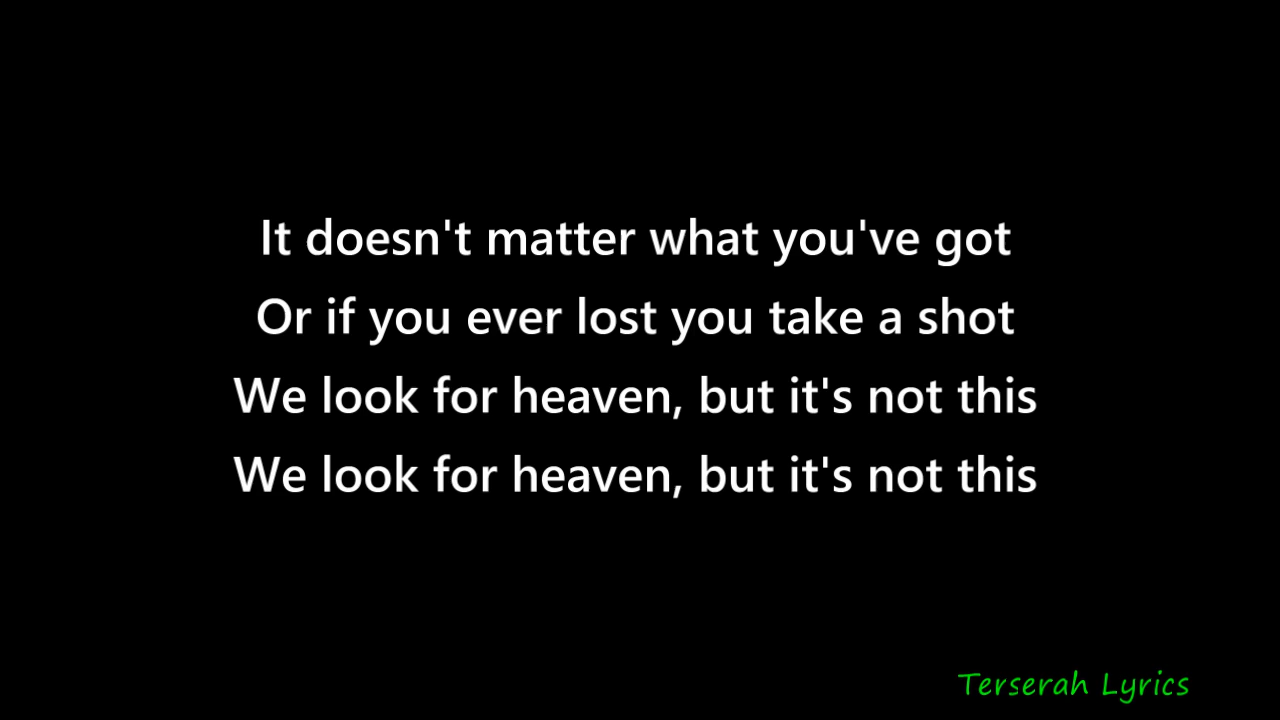 It doesn't matter what you've got
Or if you ever lost you take a shot
We look for heaven, but it's not this
We look for heaven, but it's not this
Terserah Lyrics